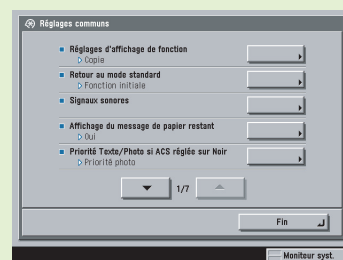 Réglages communs
Réglages d'affichage de fonction
Copie
Retour au mode standard
Fonction initiale
Signaux sonores
Affichage du message de papier restant
Oui
Priorité Texte/Photo si ACS réglée sur Noir
Priorité photo
1/7
Fin
Moniteur syst.